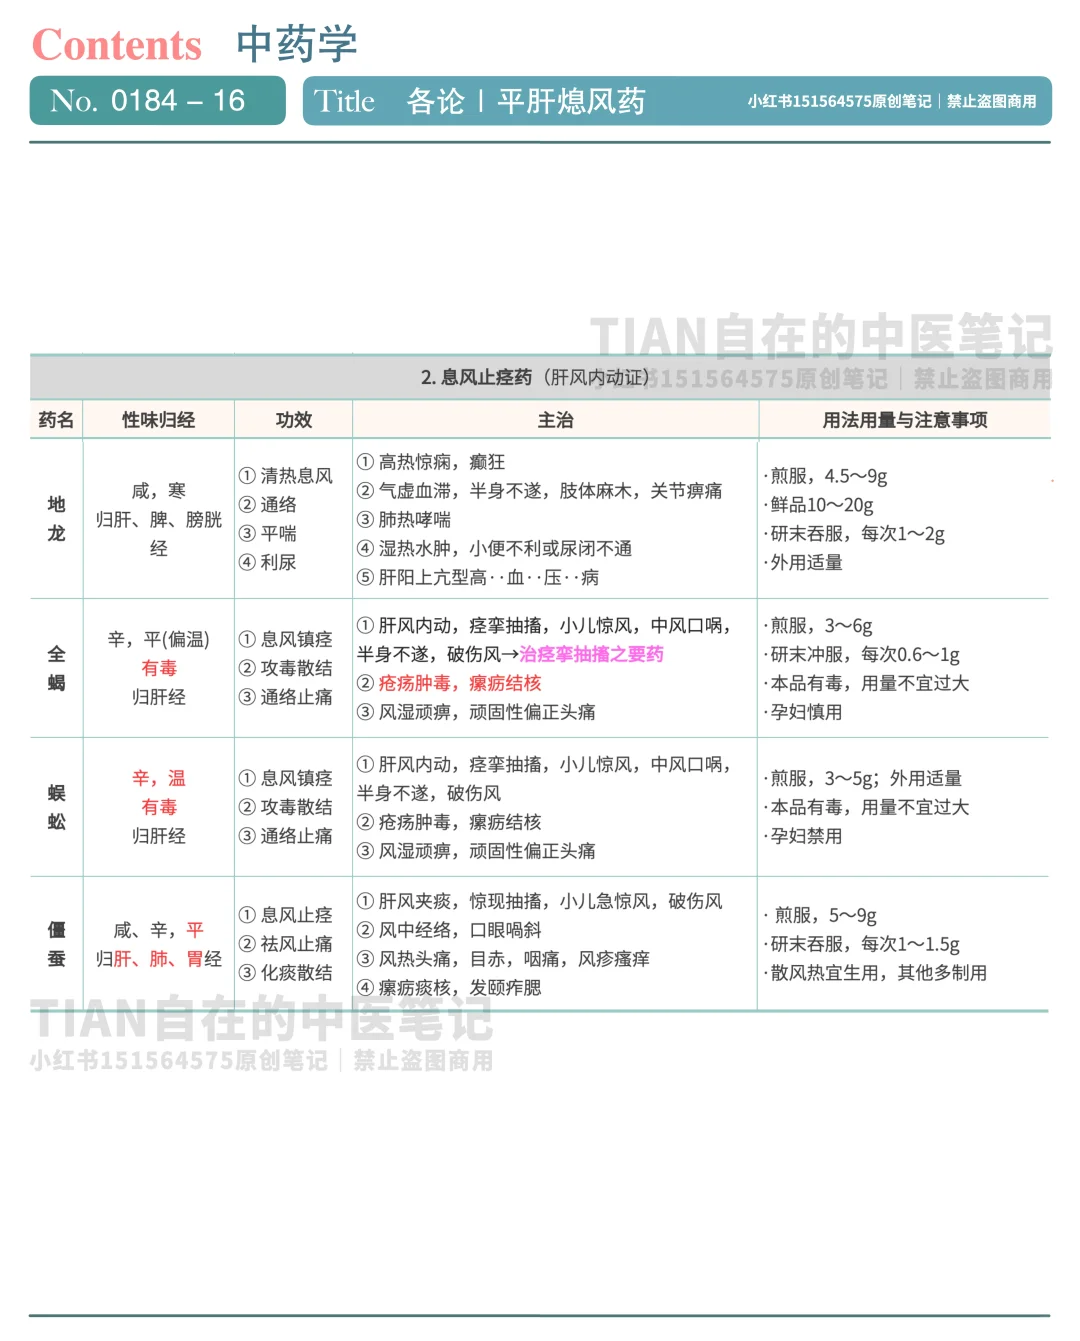 Contents 中药学
No. 0184 – 16
Title 各论丨平肝熄风药 小红书151564575原创笔记｜禁止盗图商用
TIAN自在的中医笔记
小红书151564575原创笔记｜禁止盗图商用
2. 息风止痉药（肝风内动证）
药名 性味归经 功效 主治 用法用量与注意事项
地
龙
咸，寒
归肝、脾、膀胱
经
① 清热息风
② 通络
③ 平喘
④ 利尿
① 高热惊痫，癫狂
② 气虚血滞，半身不遂，肢体麻木，关节痹痛
③ 肺热哮喘
④ 湿热水肿，小便不利或尿闭不通
⑤ 肝阳上亢型高··血··压··病
·煎服，4.5～9g
·鲜品10～20g
·研末吞服，每次1～2g
·外用适量
全
蝎
辛，平(偏温)
有毒
归肝经
① 息风镇痉
② 攻毒散结
③ 通络止痛
① 肝风内动，痉挛抽搐，小儿惊风，中风口㖞，
半身不遂，破伤风→治痉挛抽搐之要药
② 疮疡肿毒，瘰疬结核
③ 风湿顽痹，顽固性偏正头痛
·煎服，3～6g
·研末冲服，每次0.6～1g
·本品有毒，用量不宜过大
·孕妇慎用
蜈
蚣
辛，温
有毒
归肝经
① 息风镇痉
② 攻毒散结
③ 通络止痛
① 肝风内动，痉挛抽搐，小儿惊风，中风口㖞，
半身不遂，破伤风
② 疮疡肿毒，瘰疬结核
③ 风湿顽痹，顽固性偏正头痛
·煎服，3～5g；外用适量
·本品有毒，用量不宜过大
·孕妇禁用
僵
蚕
咸、辛，平
归肝、肺、胃经
① 息风止痉
② 祛风止痛
③ 化痰散结
① 肝风夹痰，惊现抽搐，小儿急惊风，破伤风
② 风中经络，口眼喎斜
③ 风热头痛，目赤，咽痛，风疹瘙痒
④ 瘰疬痰核，发颐痄腮
· 煎服，5～9g
·研末吞服，每次1～1.5g
·散风热宜生用，其他多制用
TIAN自在的中医笔记
小红书151564575原创笔记｜禁止盗图商用